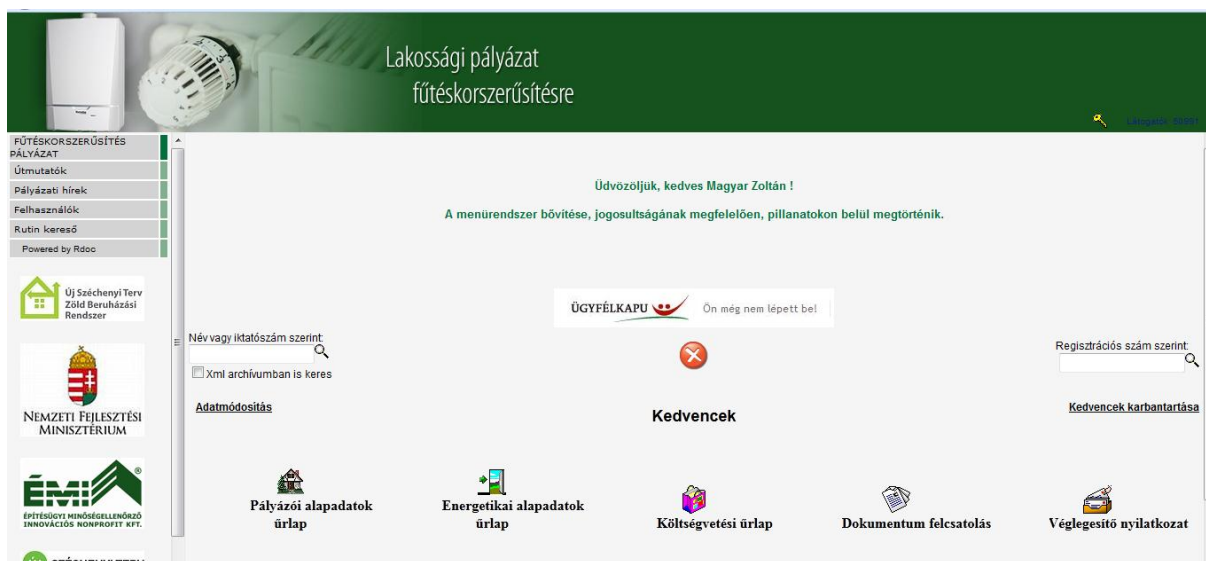 Lakossági pályázat
fűtéskorszerűsítésre
FŰTÉSKORSZERŰSÍTÉS
PÁLYÁZAT
Útmutatók
Pályázati hírek
Felhasználók
Rutin kereső
Powered by Rdoc
Üdvözöljük, kedves Magyar Zoltán !
A menürendszer bővítése, jogosultságának megfelelően, pillanatokon belül megtörténik.
Új Széchenyi Terv
Zöld Beruházási
Rendszer
ÜGYFÉLKAPU Ön még nem lépett be!
Név vagy iktatószám szerint:
Regisztrációs szám szerint:
Xml archívumban is keres
NEMZETI FEJLESZTÉSI
MINISZTÉRIUM
Adatmódosítás
Kedvencek
Kedvencek karbantartása
ÉMI ®
ÉPÍTÉSÜGYI MINŐSÉGELLENŐRZŐ
INNOVÁCIÓS NONPROFIT KFT.
Pályázói alapadatok
űrlap
Energetikai alapadatok
űrlap
Költségvetési űrlap
Dokumentum felcsatolás
Véglegesítő nyilatkozat